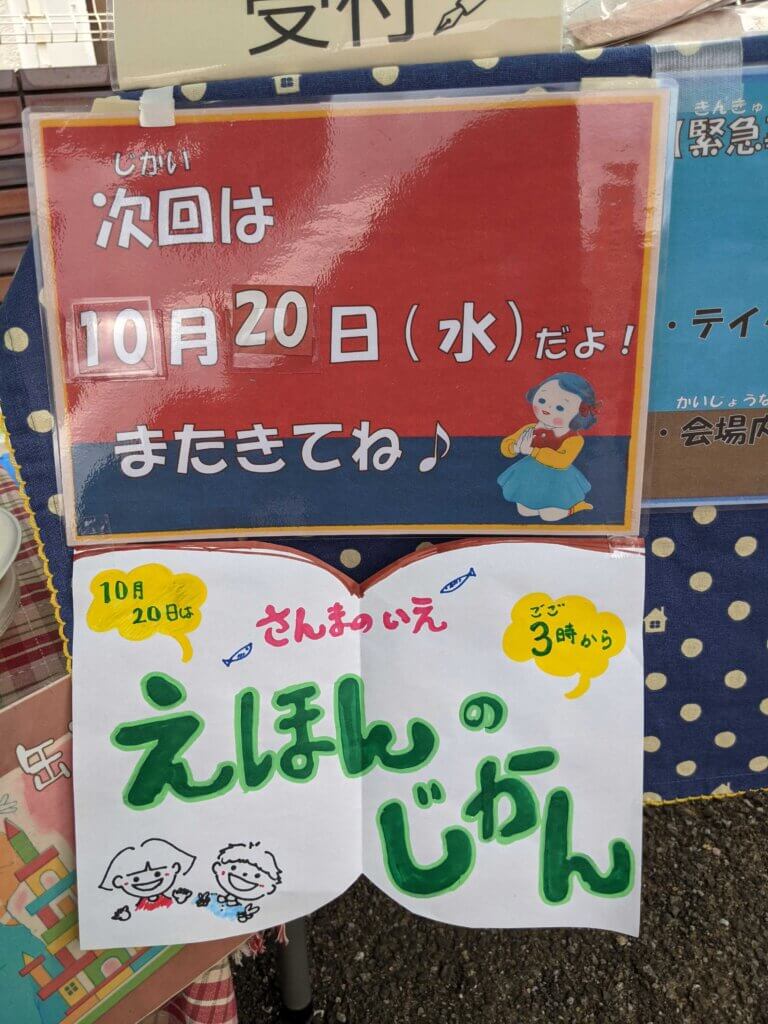 受付
じかい
次回は
10月20日(水)だよ!
またきてね♪
きんきゅ
【緊急
・ティ
かいじょうな
・会場内
10月
20日は
さんまのいえ
ごご
3時から
えほんの
じかん